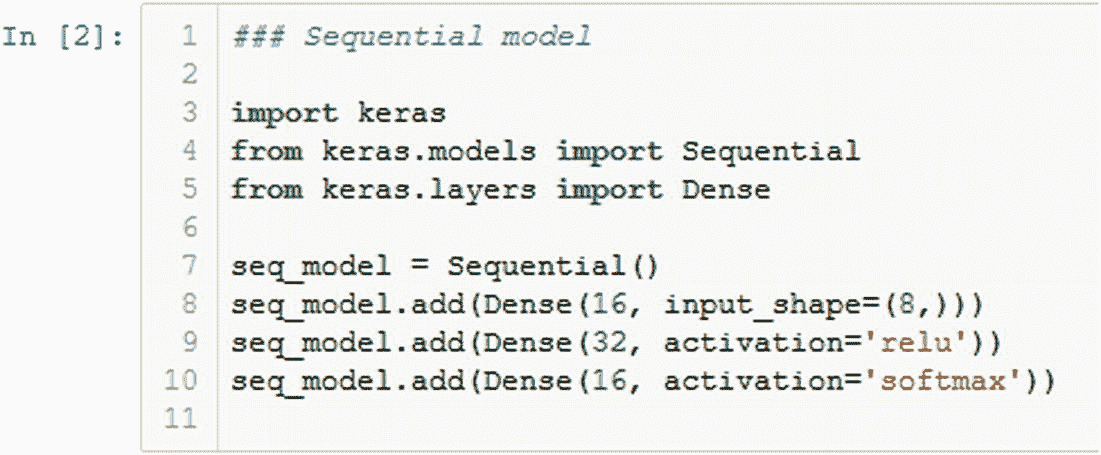 In [2]:
1 ### Sequential model
2
3 import keras
4 from keras.models import Sequential
5 from keras.layers import Dense
6
7 seq_model = Sequential()
8 seq_model.add(Dense(16, input_shape=(8,)))
9 seq_model.add(Dense(32, activation='relu'))
10 seq_model.add(Dense(16, activation='softmax'))
11